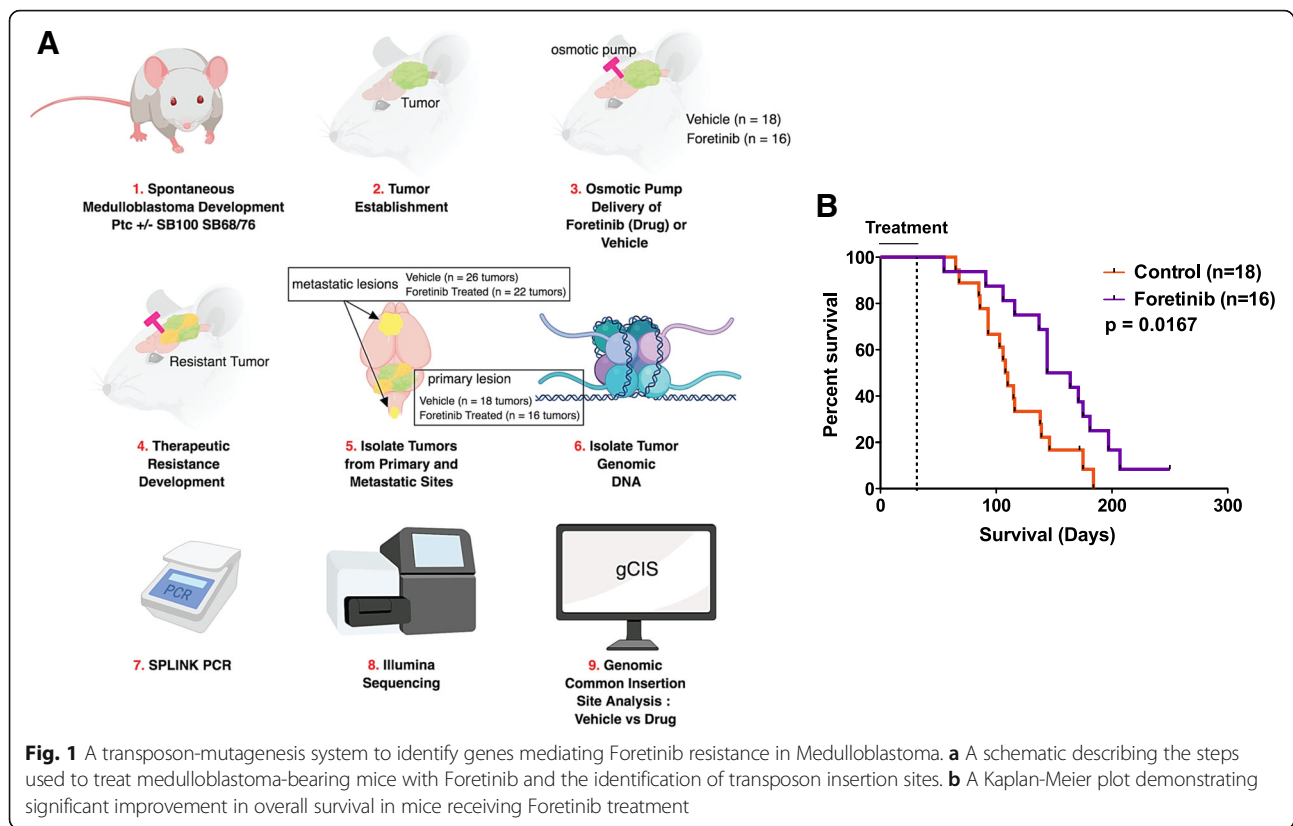 A
1. Spontaneous
Medulloblastoma Development
Ptc +/- SB100 SB68/76
Tumor
2. Tumor
Establishment
osmotic pump
Vehicle (n = 18)
Foretinib (n = 16)
3. Osmotic Pump
Delivery of
Foretinib (Drug) or
Vehicle
Resistant Tumor
4. Therapeutic
Resistance
Development
metastatic lesions
Vehicle (n = 26 tumors)
Foretinib Treated (n = 22 tumors)
primary lesion
Vehicle (n = 18 tumors)
Foretinib Treated (n = 16 tumors)
5. Isolate Tumors
from Primary and
Metastatic Sites
6. Isolate Tumor
Genomic
DNA
PCR
7. SPLINK PCR
8. Illumina
Sequencing
gCIS
9. Genomic
Common Insertion
Site Analysis :
Vehicle vs Drug
B
Treatment
Percent survival
100
80
60
40
20
0
0 100 200 300
Survival (Days)
Control (n=18)
Foretinib (n=16)
p = 0.0167
Fig. 1 A transposon-mutagenesis system to identify genes mediating Foretinib resistance in Medulloblastoma. a A schematic describing the steps
used to treat medulloblastoma-bearing mice with Foretinib and the identification of transposon insertion sites. b A Kaplan-Meier plot demonstrating
significant improvement in overall survival in mice receiving Foretinib treatment